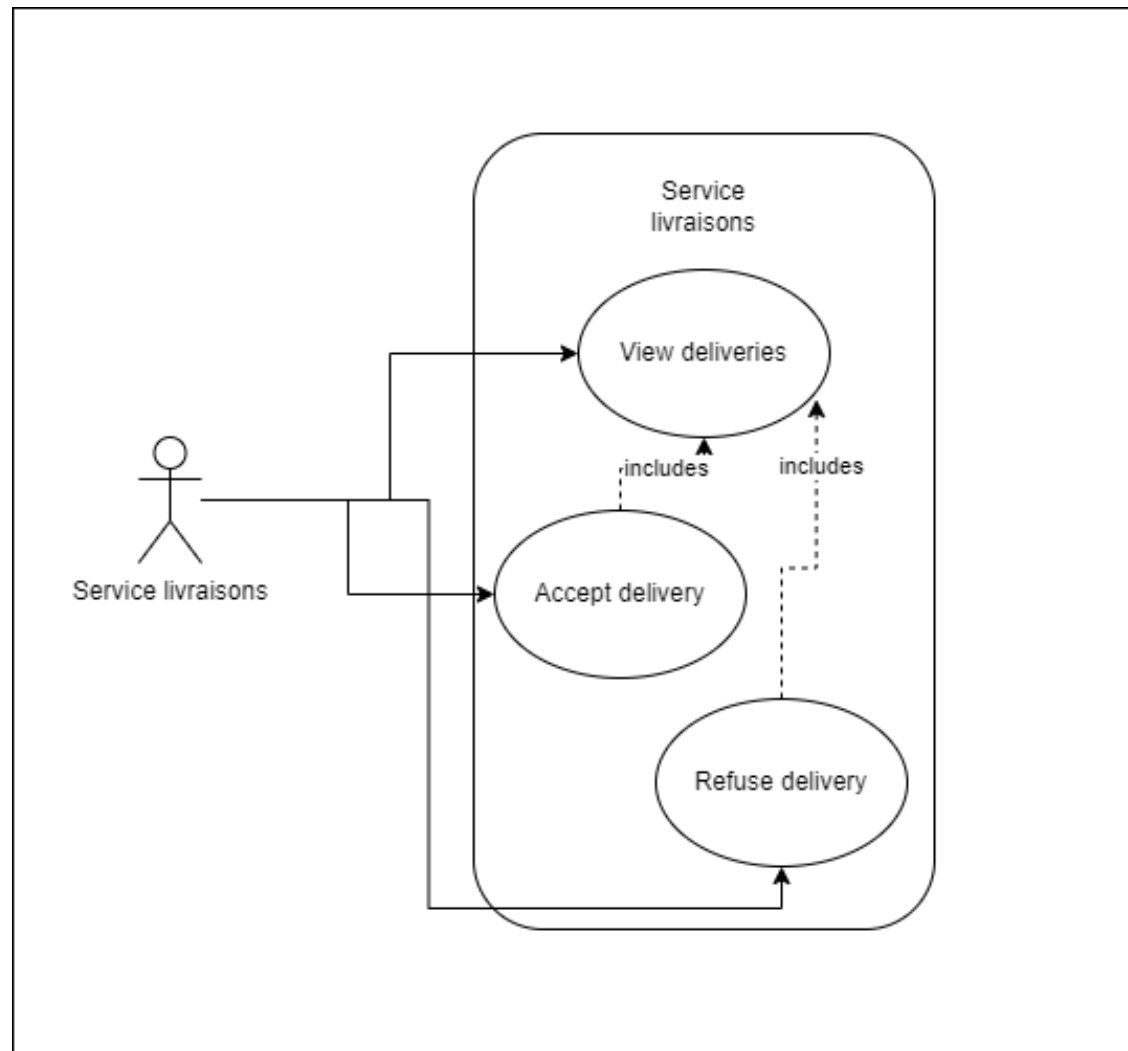 Service
livraisons
View deliveries
includes
includes
Accept delivery
Service livraisons
Refuse delivery